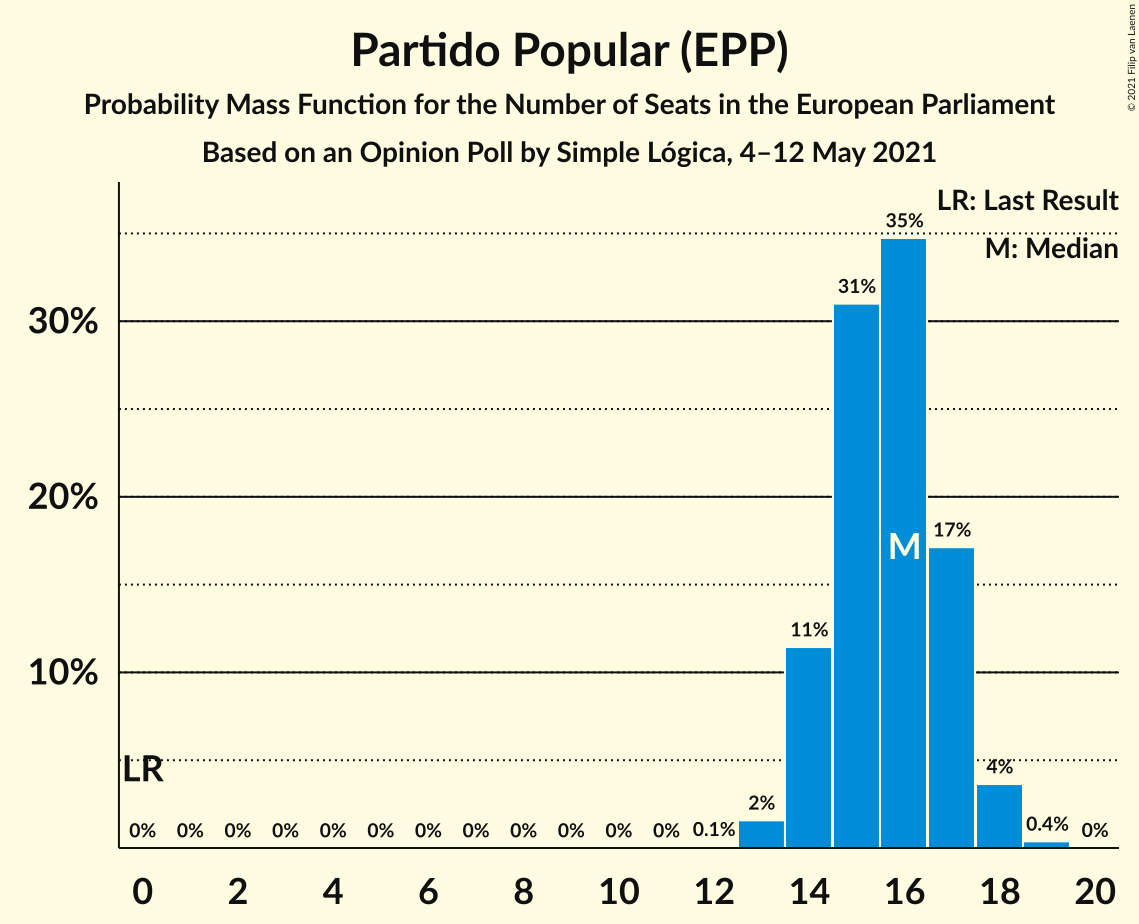 Partido Popular (EPP)
Probability Mass Function for the Number of Seats in the European Parliament
Based on an Opinion Poll by Simple Lógica, 4–12 May 2021
© 2021 Filip van Laenen
LR: Last Result
M: Median
30%
20%
10%
LR
M
0% 0% 0% 0% 0% 0% 0% 0% 0% 0% 0% 0% 0.1% 2% 11% 31% 35% 17% 4% 0.4% 0%
0 2 4 6 8 10 12 14 16 18 20